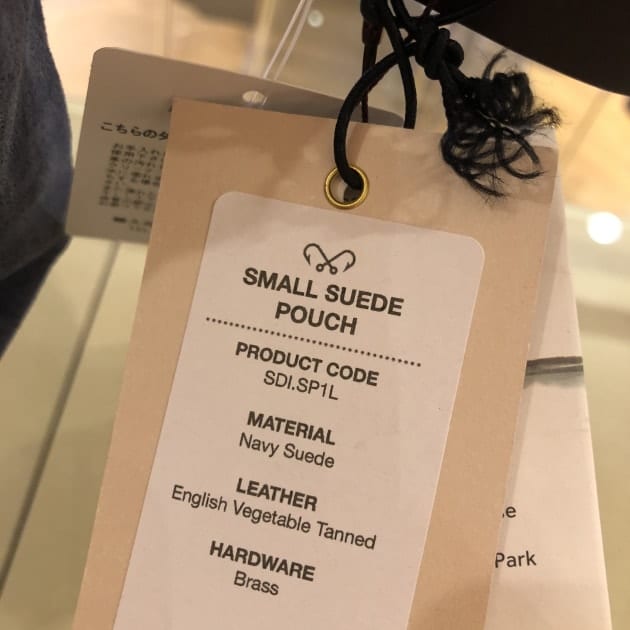 SMALL SUEDE
POUCH
PRODUCT CODE
SDI.SP1L
MATERIAL
Navy Suede
LEATHER
English Vegetable Tanned
HARDWARE
Brass
こちらのタ
Park